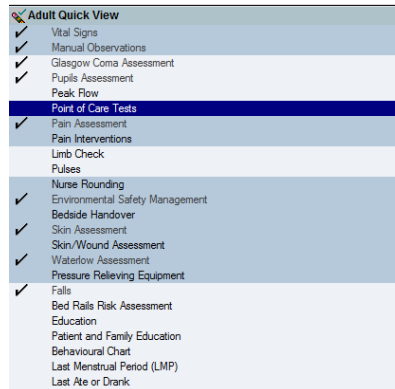 Adult Quick View
Vital Signs
Manual Observations
Glasgow Coma Assessment
Pupils Assessment
Peak Flow
Point of Care Tests
Pain Assessment
Pain Interventions
Limb Check
Pulses
Nurse Rounding
Environmental Safety Management
Bedside Handover
Skin Assessment
Skin/Wound Assessment
Waterlow Assessment
Pressure Relieving Equipment
Falls
Bed Rails Risk Assessment
Education
Patient and Family Education
Behavioural Chart
Last Menstrual Period (LMP)
Last Ate or Drank